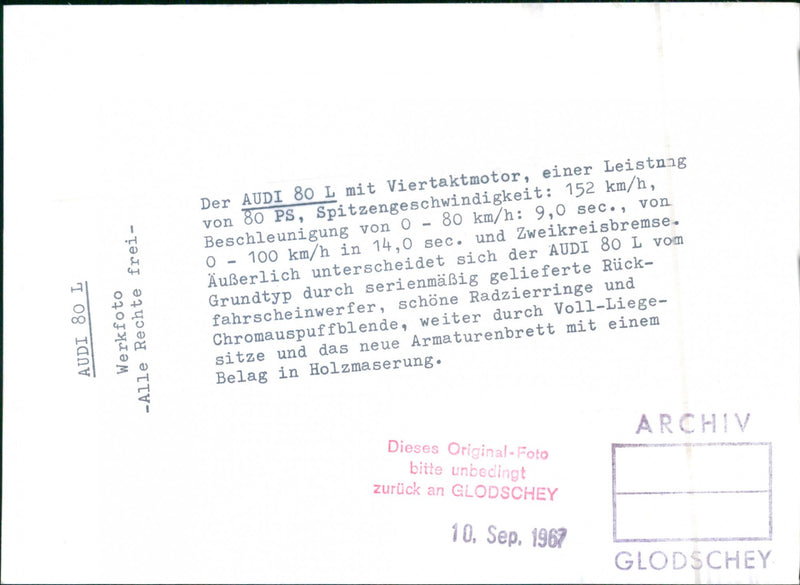 Der AUDI 80 L mit Viertaktmotor, einer Leistung
von 80 PS, Spitzengeschwindigkeit: 152 km/h,
Beschleunigung von 0 - 80 km/h: 9,0 sec., von
0 - 100 km/h in 14,0 sec. und Zweikreisbremse.
Äußerlich unterscheidet sich der AUDI 80 L vom
Grundtyp durch serienmäßig gelieferte Rück-
fahrscheinwerfer, schöne Radzierringe und
Chromauspuffblende, weiter durch Voll-Liege-
sitze und das neue Armaturenbrett mit einem
Belag in Holzmaserung.
AUDI 80 L
Werkfoto
-Alle Rechte frei-
Dieses Original-Foto
bitte unbedingt
zurück an GLODSCHEY
10. Sep. 1967
ARCHIV
GLODSCHEY